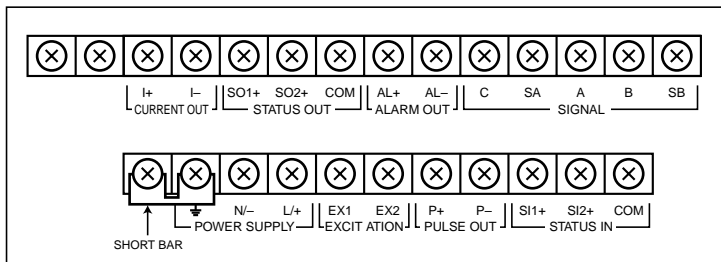 I+ I– SO1+ SO2+ COM AL+ AL– C SA A B SB
CURRENT OUT STATUS OUT ALARM OUT SIGNAL
N/– L/+ EX1 EX2 P+ P– SI1+ SI2+ COM
POWER SUPPLY EXCIT ATION PULSE OUT STATUS IN
SHORT BAR